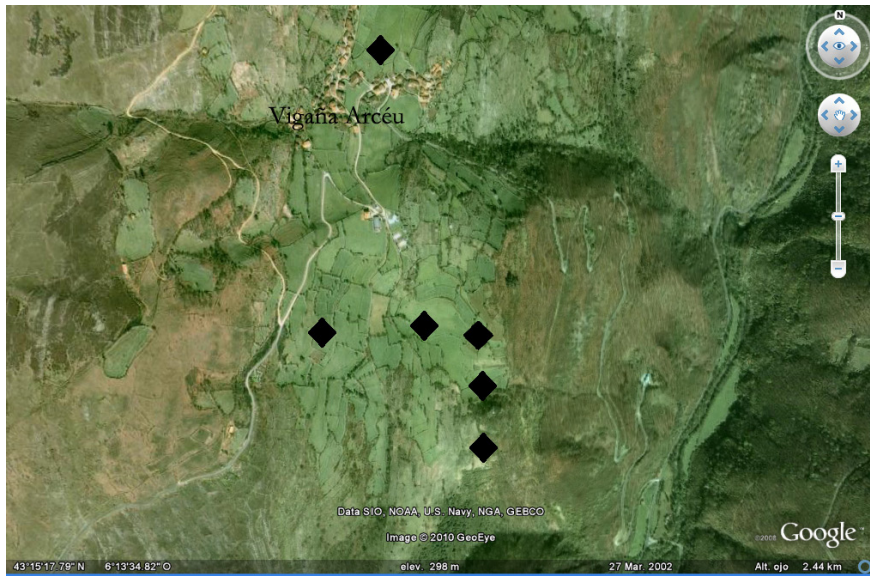 N
Vigaña Arceu
Data SIO, NOAA, U.S. Navy, NGA, GEBCO
Image © 2010 GeoEye
©2008 Google
43°15'17.79" N 6°13'34.82" O elev. 298 m 27 Mar. 2002 Alt. ojo 2.44 km